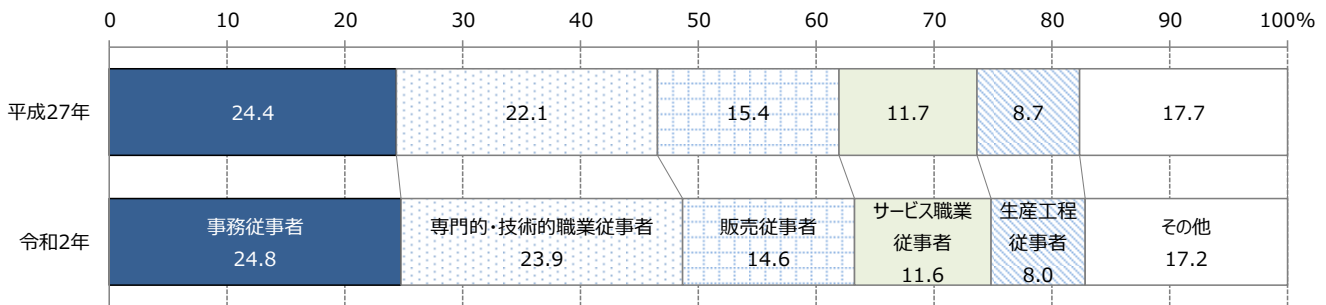 0 10 20 30 40 50 60 70 80 90 100%
平成27年 24.4 22.1 15.4 11.7 8.7 17.7
令和2年
事務従事者
24.8
専門的・技術的職業従事者
23.9
販売従事者
14.6
サービス職業
従事者
11.6
生産工程
従事者
8.0
その他
17.2